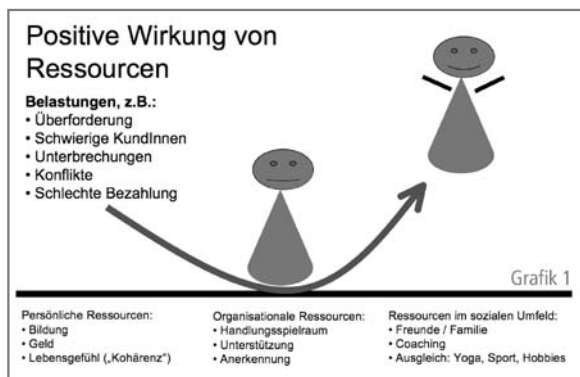 Positive Wirkung von
Ressourcen
Belastungen, z.B.:
• Überforderung
• Schwierige KundInnen
• Unterbrechungen
• Konflikte
• Schlechte Bezahlung
Grafik 1
Persönliche Ressourcen:
• Bildung
• Geld
• Lebensgefühl („Kohärenz")
Organisationale Ressourcen:
• Handlungsspielraum
• Unterstützung
• Anerkennung
Ressourcen im sozialen Umfeld:
• Freunde / Familie
• Coaching
• Ausgleich: Yoga, Sport, Hobbies